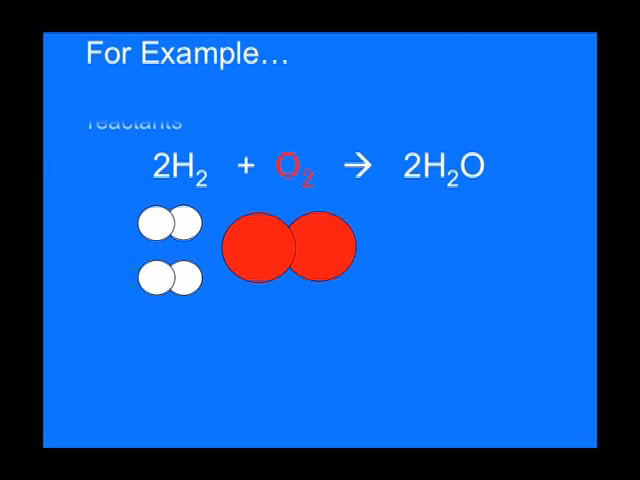 For Example…
reactants
2H₂ + O₂ → 2H₂O